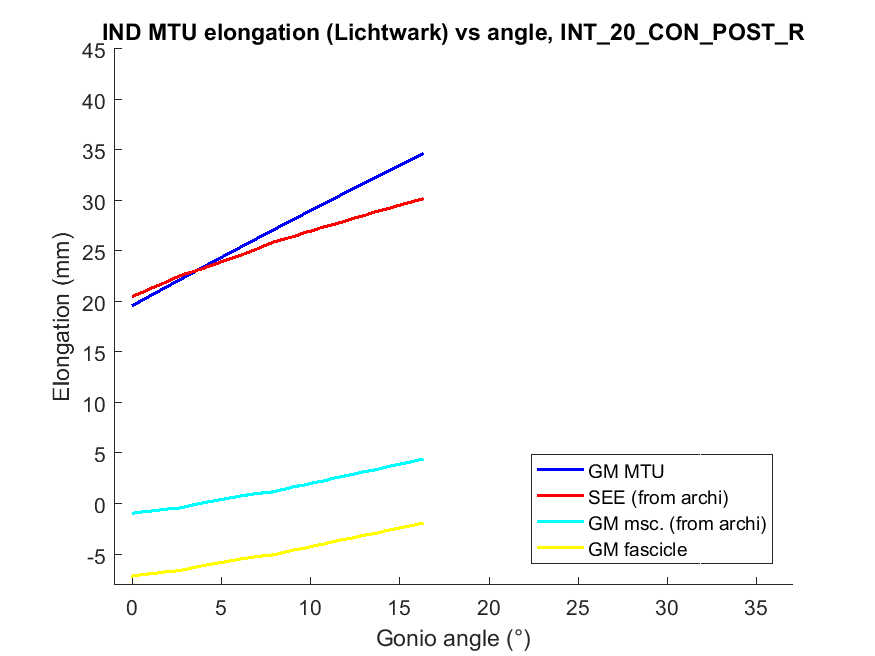 IND MTU elongation (Lichtwark) vs angle, INT_20_CON_POST_R
45
40
35
30
25
20
15
10
5
0
-5
Elongation (mm)
0 5 10 15 20 25 30 35
Gonio angle (°)
GM MTU
SEE (from archi)
GM msc. (from archi)
GM fascicle